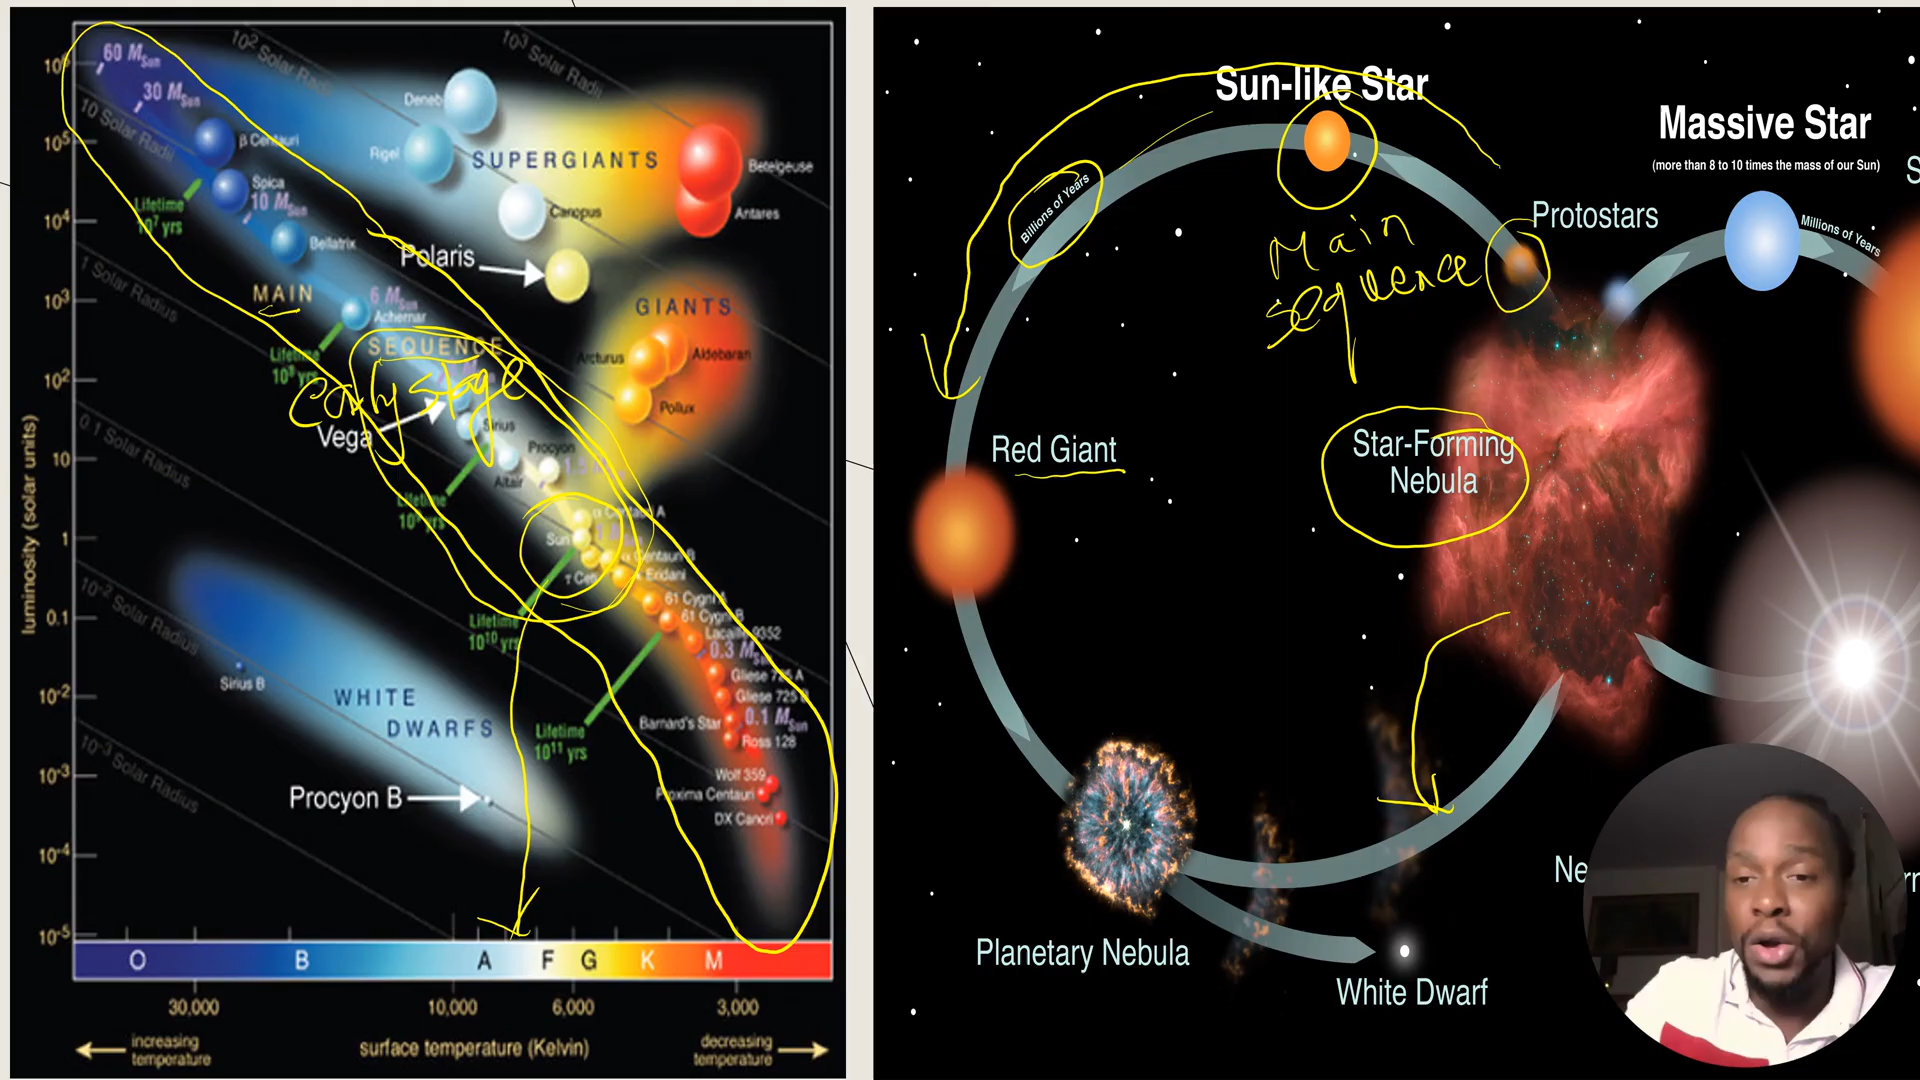 60 M Sun
30 M Sun
10² Solar Radii
10³ Solar Radii
10 Solar Radii
Deneb
β Centauri
Rigel
SUPERGIANTS
Betelgeuse
Spica
10 M Sun
Lifetime
10⁷ yrs
Canopus
Antares
Bellatrix
Polaris
1 Solar Radius
MAIN
6 M Sun
Achernar
GIANTS
Lifetime
10⁸ yrs
SEQUENCE
Arcturus
Aldebaran
early stage
0.1 Solar Radius
Vega
Sirius
Pollux
Procyon
Altair
Lifetime
10⁹ yrs
α Centauri A
Sun
α Centauri B
τ Ceti
ε Eridani
10⁻² Solar Radius
61 Cygni A
61 Cygni B
Lifetime
10¹⁰ yrs
Lacaille 9352
0.3 M Sun
Gliese 725 A
Gliese 725 B
Sirius B
WHITE
DWARFS
Barnard's Star
0.1 M Sun
Ross 128
Lifetime
10¹¹ yrs
10⁻³ Solar Radius
Wolf 359
Proxima Centauri
DX Cancri
Procyon B
luminosity (solar units)
10⁵
10⁴
10³
10²
10
1
0.1
10⁻²
10⁻³
10⁻⁴
10⁻⁵
O B A F G K M
30,000 10,000 6,000 3,000
increasing
temperature
surface temperature (Kelvin)
decreasing
temperature
Sun-like Star
Massive Star
(more than 8 to 10 times the mass of our Sun)
Billions of Years
Protostars
Millions of Years
Main
sequence
Red Giant
Star-Forming
Nebula
Planetary Nebula
White Dwarf
Ne
S